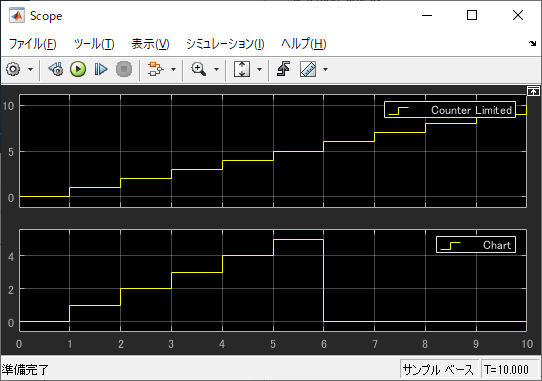 Scope
ファイル(F) ツール(T) 表示(V) シミュレーション(I) ヘルプ(H)
Counter Limited
10
5
0
Chart
4
2
0
0 1 2 3 4 5 6 7 8 9 10
準備完了 サンプル ベース T=10.000